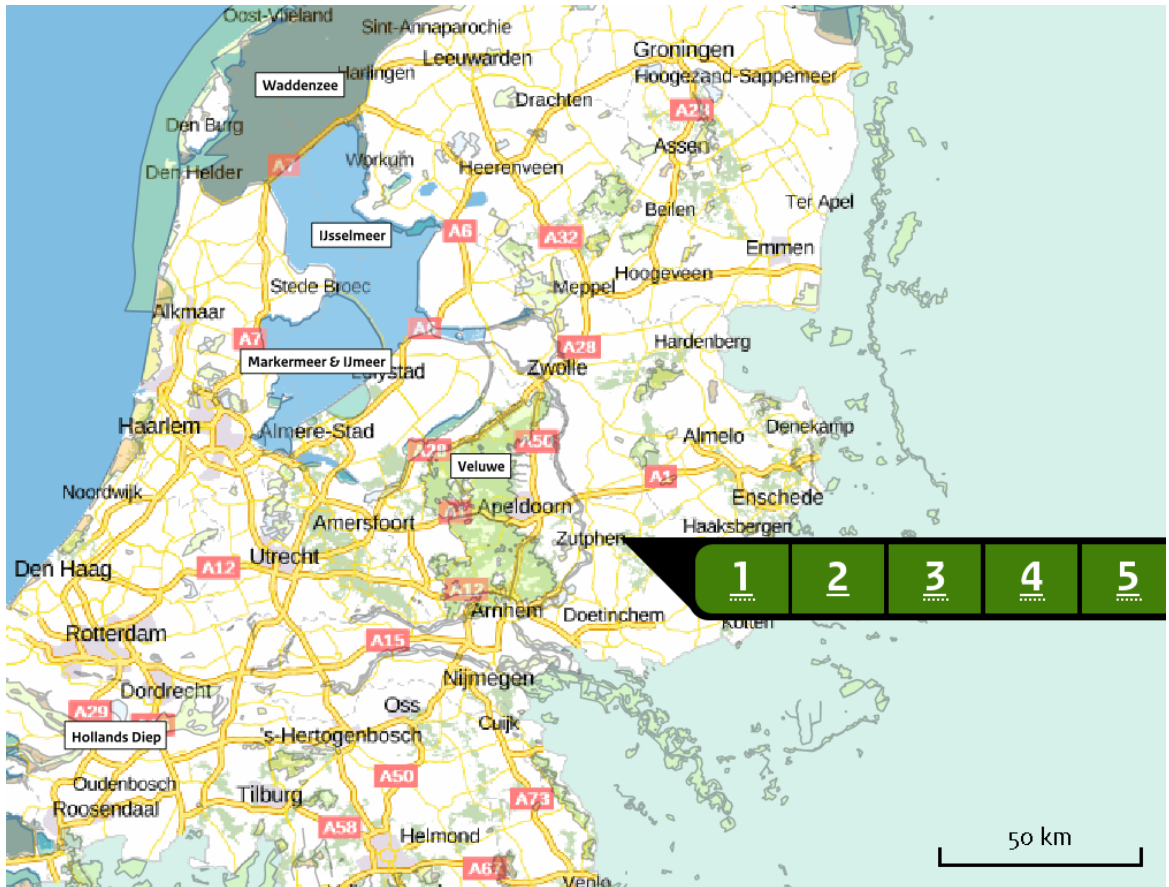 Oost-Vlieland
Sint-Annaparochie
Groningen
Leeuwarden
Harlingen
Hoogezand-Sappemeer
Waddenzee
Drachten
A28
Den Burg
Assen
Workum
A7
Den Helder
Heerenveen
Ter Apel
Beilen
IJsselmeer
A6
A32
Emmen
Hoogeveen
Stede Broec
Meppel
Alkmaar
A6
A7
Hardenberg
A28
Markermeer & IJmeer
Lelystad
Zwolle
Haarlem
Almere-Stad
Denekamp
Almelo
A28
A50
Veluwe
A1
Noordwijk
Enschede
Apeldoorn
Amersfoort
Haaksbergen
Zutphen
Utrecht
Den Haag
A12
1 2 3 4 5
A12
Arnhem
Doetinchem
Rotterdam
A15
Nijmegen
Dordrecht
Oss
A29
Cuijk
Hollands Diep
's-Hertogenbosch
A50
Oudenbosch
Tilburg
A73
Roosendaal
A58
Helmond
50 km
A67
Venlo